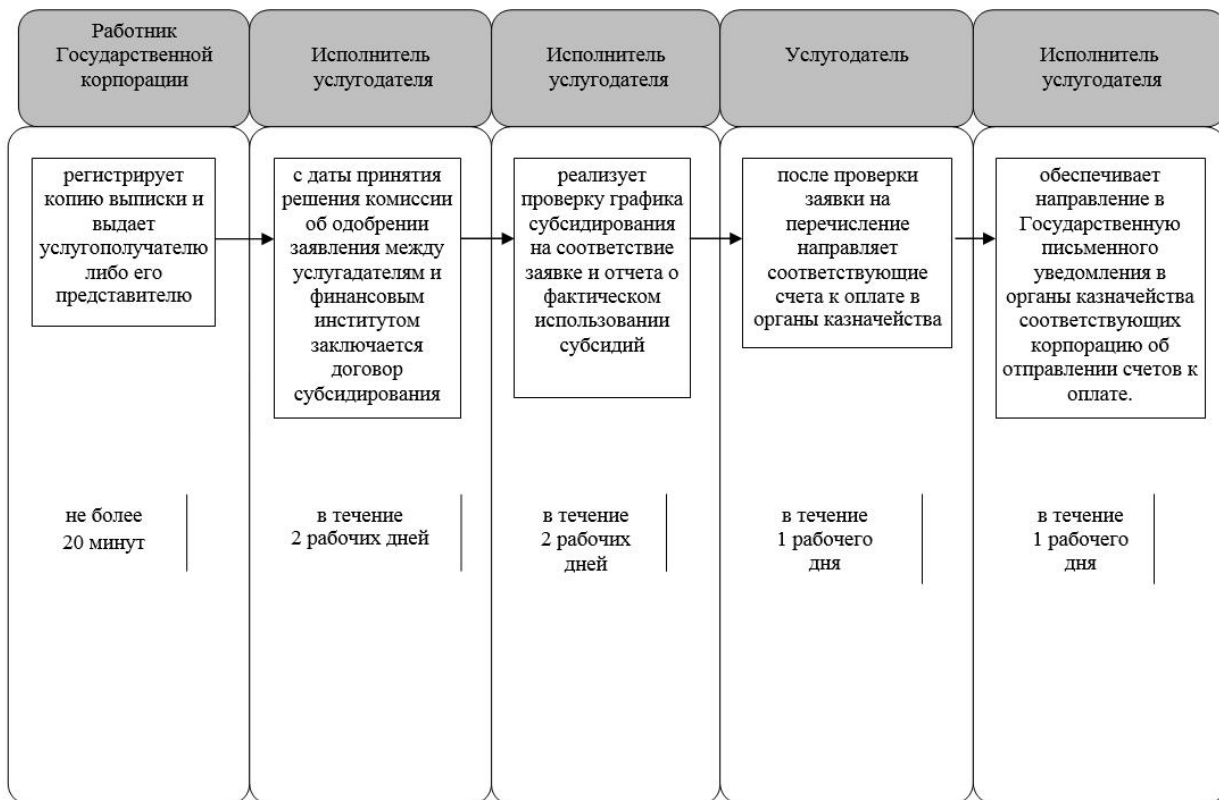 Работник
Государственной
корпорации
Исполнитель
услугодателя
Исполнитель
услугодателя
Услугодатель
Исполнитель
услугодателя
регистрирует
копию выписки и
выдает
услугополучателю
либо его
представителю
с даты принятия
решения комиссии
об одобрении
заявления между
услугадателям и
финансовым
институтом
заключается
договор
субсидирования
реализует
проверку графика
субсидирования
на соответствие
заявке и отчета о
фактическом
использовании
субсидий
после проверки
заявки на
перечисление
направляет
соответствующие
счета к оплате в
органы казначейства
обеспечивает
направление в
Государственную
письменного
уведомления в
органы казначейства
соответствующих
корпорацию об
отправлении счетов к
оплате.
не более
20 минут
в течение
2 рабочих дней
в течение
2 рабочих
дней
в течение
1 рабочего
дня
в течение
1 рабочего
дня